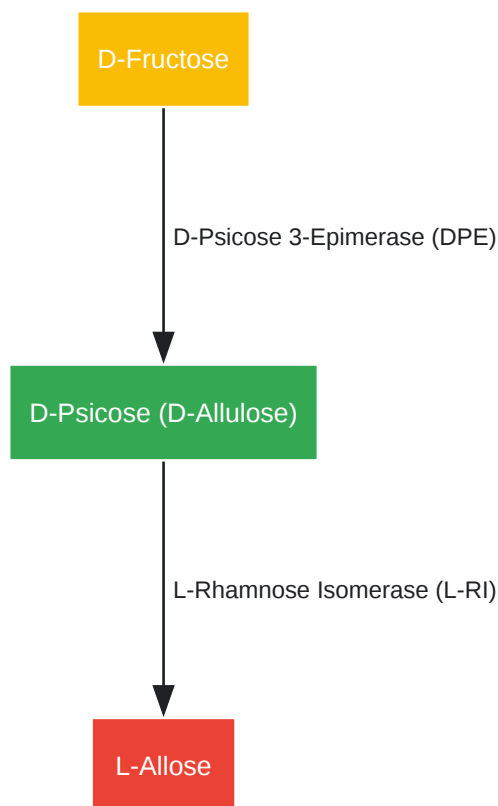 D-Fructose
D-Psicose 3-Epimerase (DPE)
D-Psicose (D-Allulose)
L-Rhamnose Isomerase (L-RI)
L-Allose